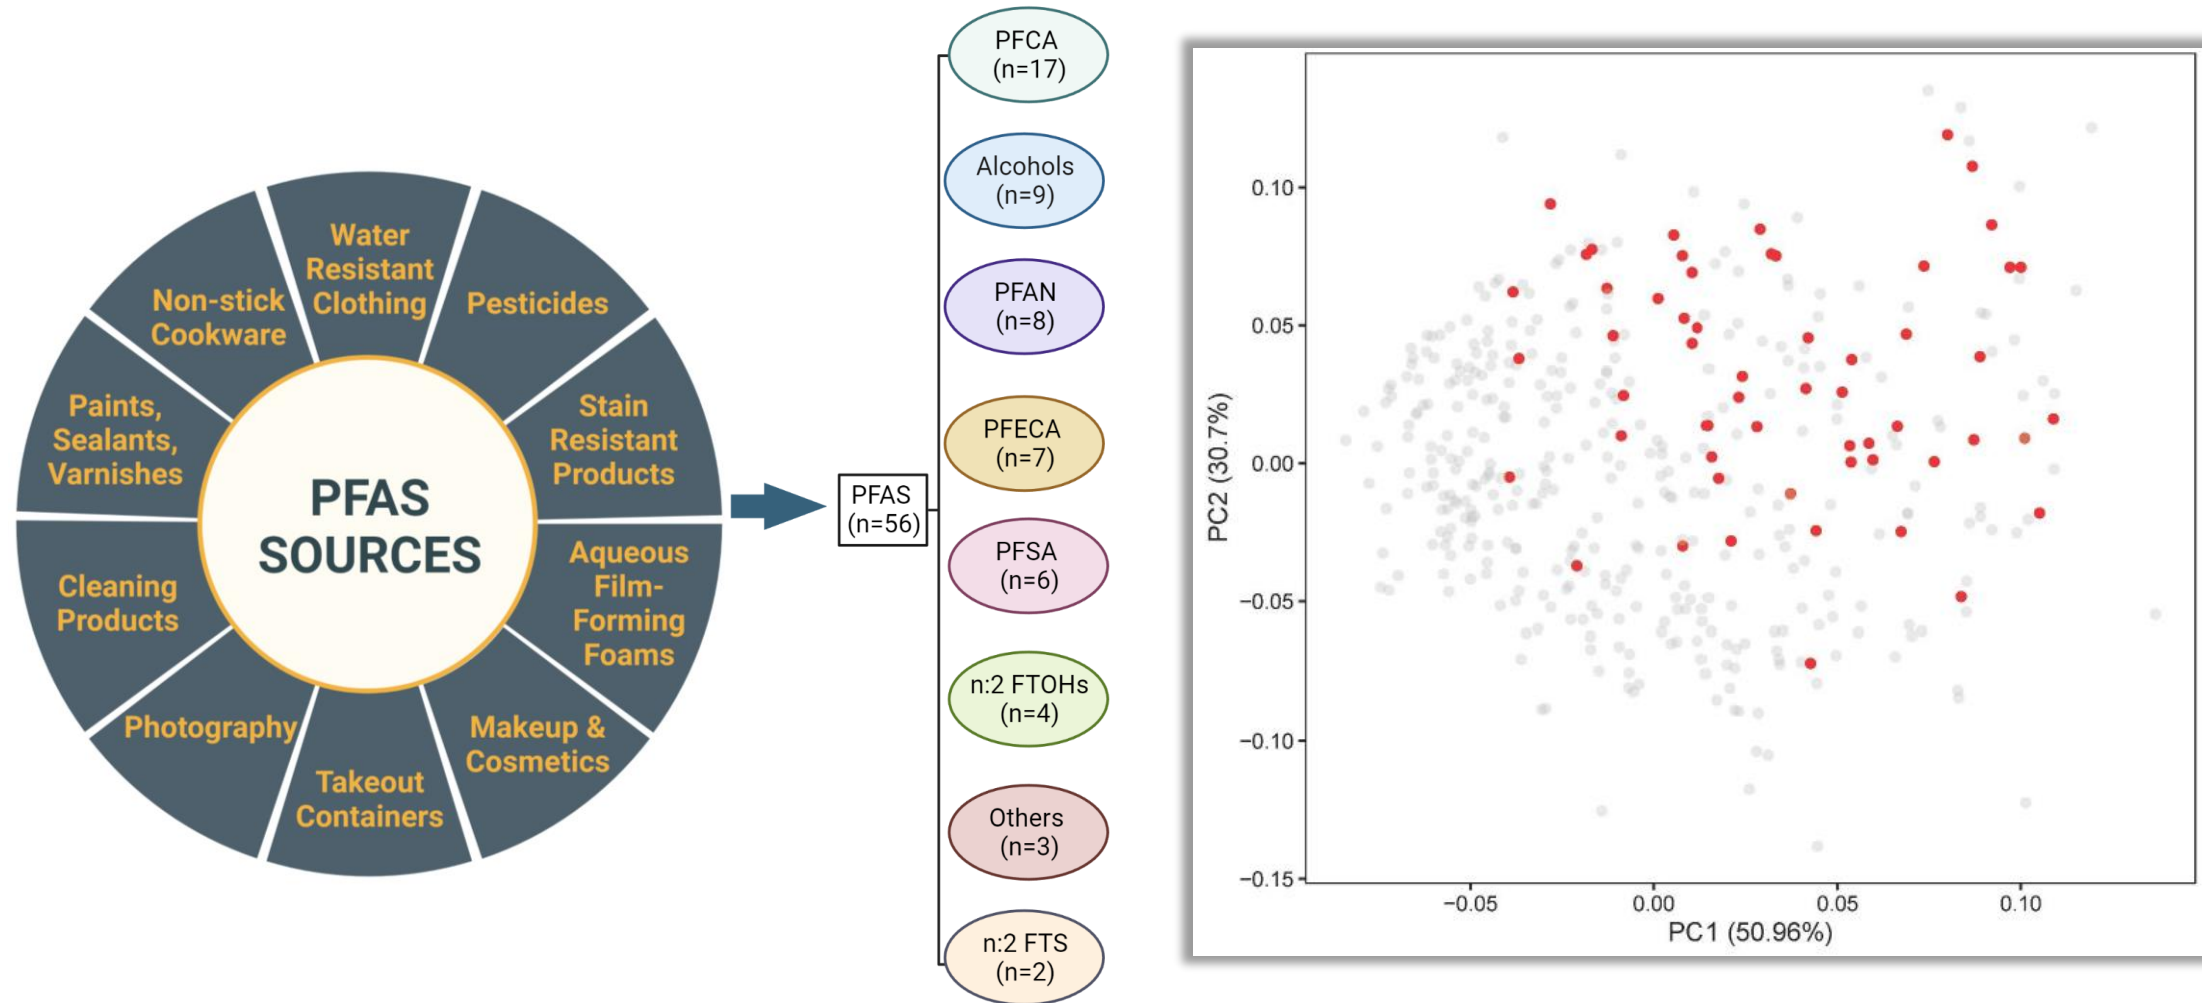 Water
Resistant
Clothing
Pesticides
Stain
Resistant
Products
Aqueous
Film-
Forming
Foams
Makeup &
Cosmetics
Takeout
Containers
Photography
Cleaning
Products
Paints,
Sealants,
Varnishes
Non-stick
Cookware
PFAS
SOURCES
PFAS
(n=56)
PFCA
(n=17)
Alcohols
(n=9)
PFAN
(n=8)
PFECA
(n=7)
PFSA
(n=6)
n:2 FTOHs
(n=4)
Others
(n=3)
n:2 FTS
(n=2)
PC2 (30.7%)
0.10
0.05
0.00
−0.05
−0.10
−0.15
−0.05
0.00
0.05
0.10
PC1 (50.96%)